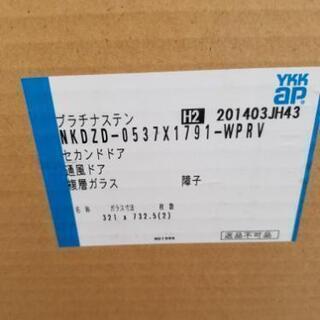 YKK
ap®
プラチナステン H2 201403JH43
NKDZD-0537X1791-WPRV
セカンドドア
通風ドア
複層ガラス 障子
名 称 ガラス寸法 枚 数
321 x 732.5(2)
返品不可品